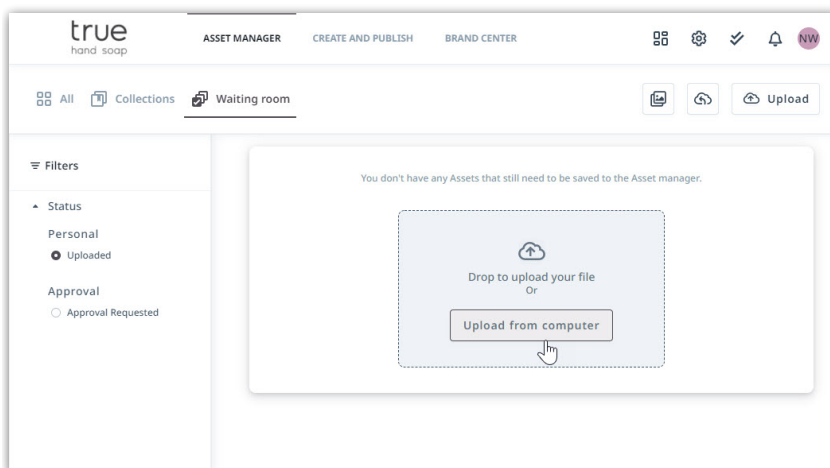 true
hand soap
ASSET MANAGER CREATE AND PUBLISH BRAND CENTER NW
All Collections Waiting room Upload
Filters
You don't have any Assets that still need to be saved to the Asset manager.
Status
Personal
Uploaded
Approval
Approval Requested
Drop to upload your file
Or
Upload from computer